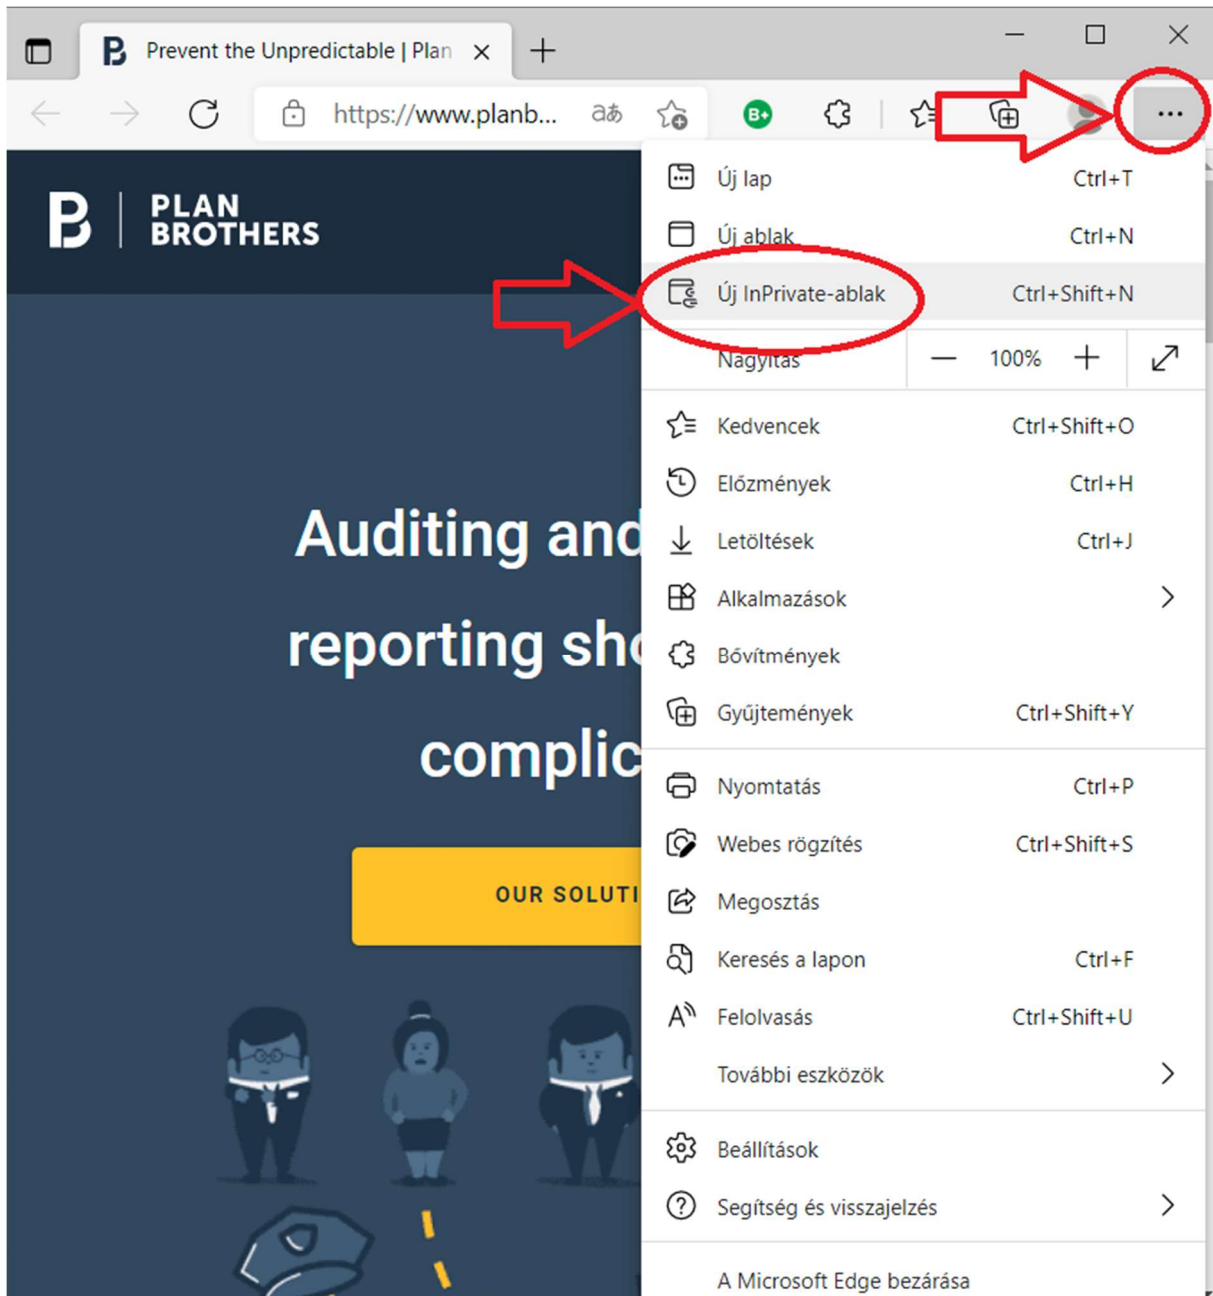 Prevent the Unpredictable | Plan
https://www.planb... aあ B+
PLAN
BROTHERS
Auditing and
reporting sho
complic
OUR SOLUTI
Új lap Ctrl+T
Új ablak Ctrl+N
Új InPrivate-ablak Ctrl+Shift+N
Nagyítás 100%
Kedvencek Ctrl+Shift+O
Előzmények Ctrl+H
Letöltések Ctrl+J
Alkalmazások
Bővítmények
Gyűjtemények Ctrl+Shift+Y
Nyomtatás Ctrl+P
Webes rögzítés Ctrl+Shift+S
Megosztás
Keresés a lapon Ctrl+F
Felolvasás Ctrl+Shift+U
További eszközök
Beállítások
Segítség és visszajelzés
A Microsoft Edge bezárása